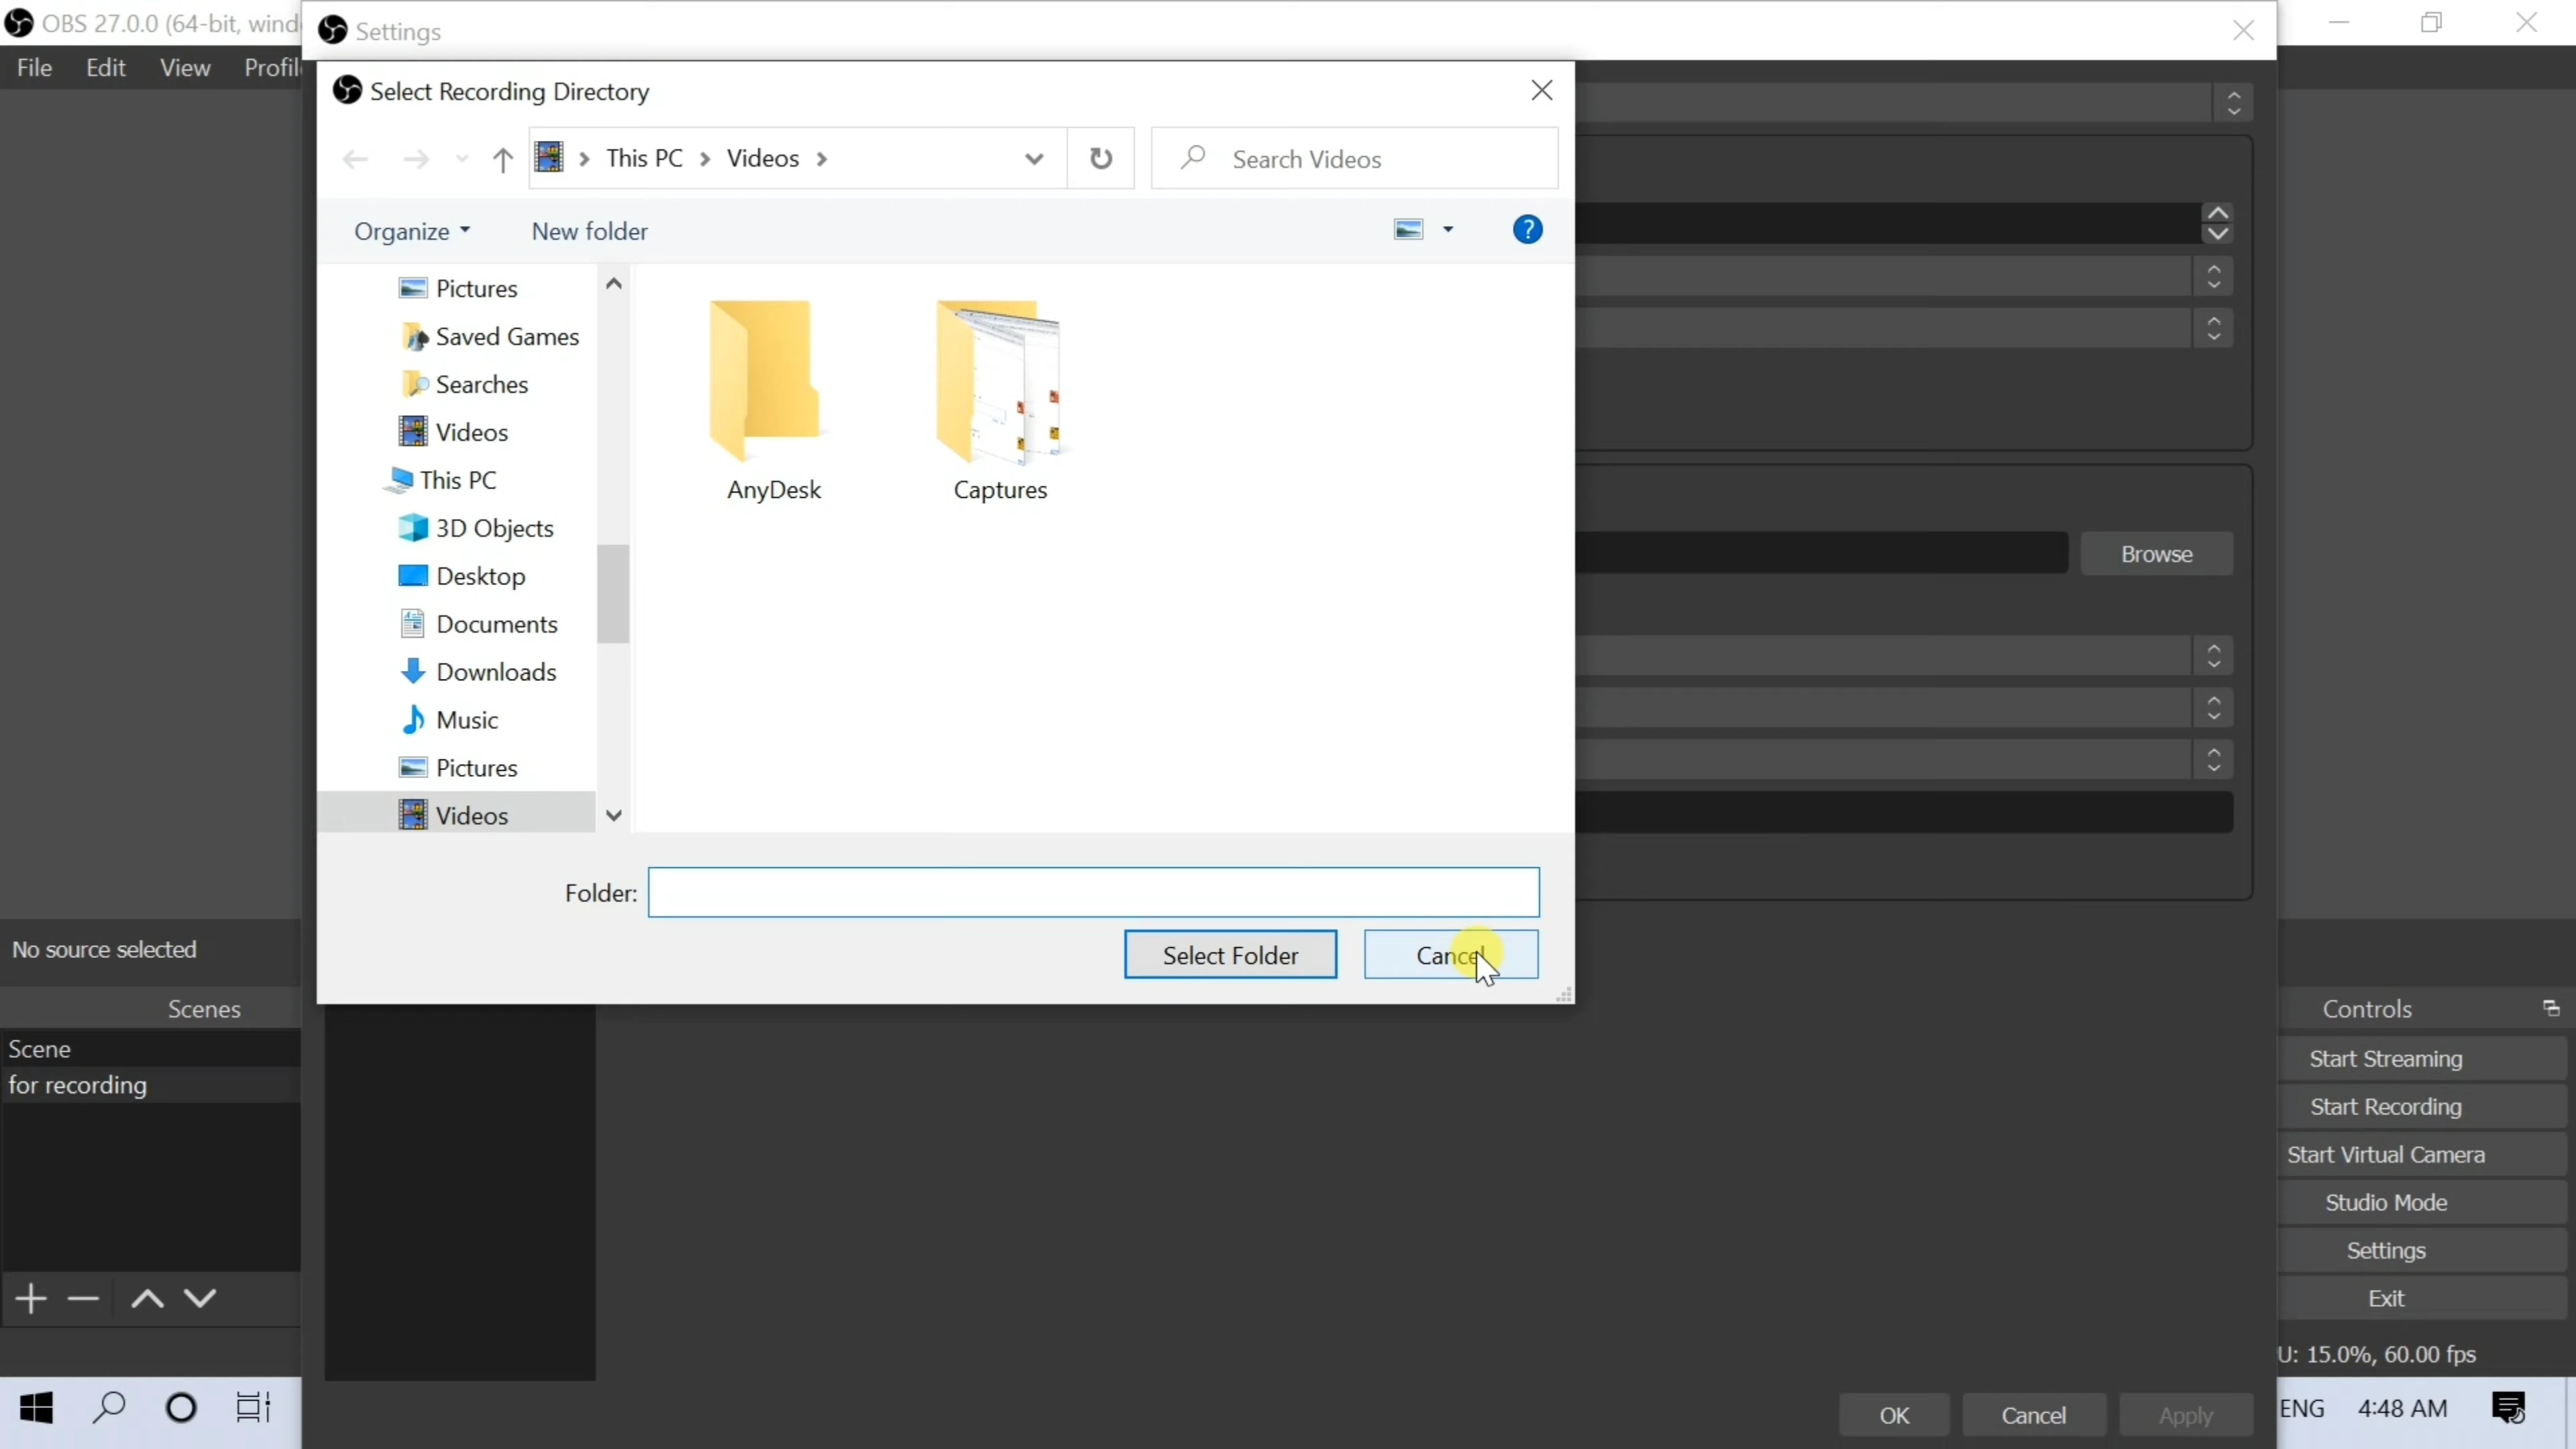 OBS 27.0.0 (64-bit, wind
Settings
File Edit View Profil
Select Recording Directory
This PC Videos
Search Videos
Organize
New folder
?
Pictures
Saved Games
Searches
Videos
This PC
3D Objects
Desktop
Documents
Downloads
Music
Pictures
Videos
AnyDesk
Captures
Browse
Folder:
Select Folder
Cancel
No source selected
Scenes
Scene
for recording
Controls
Start Streaming
Start Recording
Start Virtual Camera
Studio Mode
Settings
Exit
U: 15.0%, 60.00 fps
OK
Cancel
Apply
ENG
4:48 AM